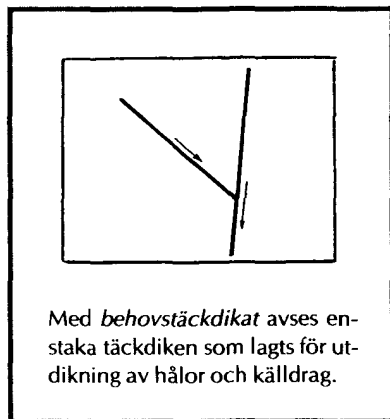 Med behovstäckdikat avses en-
staka täckdiken som lagts för ut-
dikning av hålor och källdrag.